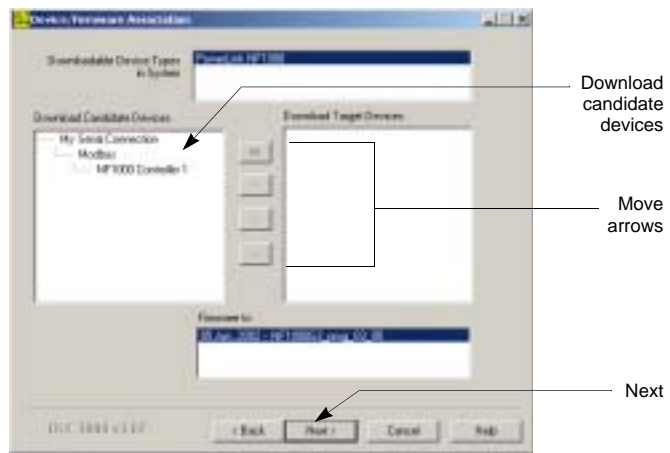 Device/Firmware Association
Downloadable Device Types
in System
PowerLink NF1000
Download
candidate
devices
Download Candidate Devices
Download Target Devices
My Serial Connection
Modbus
NF1000 Controller 1
Move
arrows
Firmware to
Next
< Back
Next >
Cancel
Help